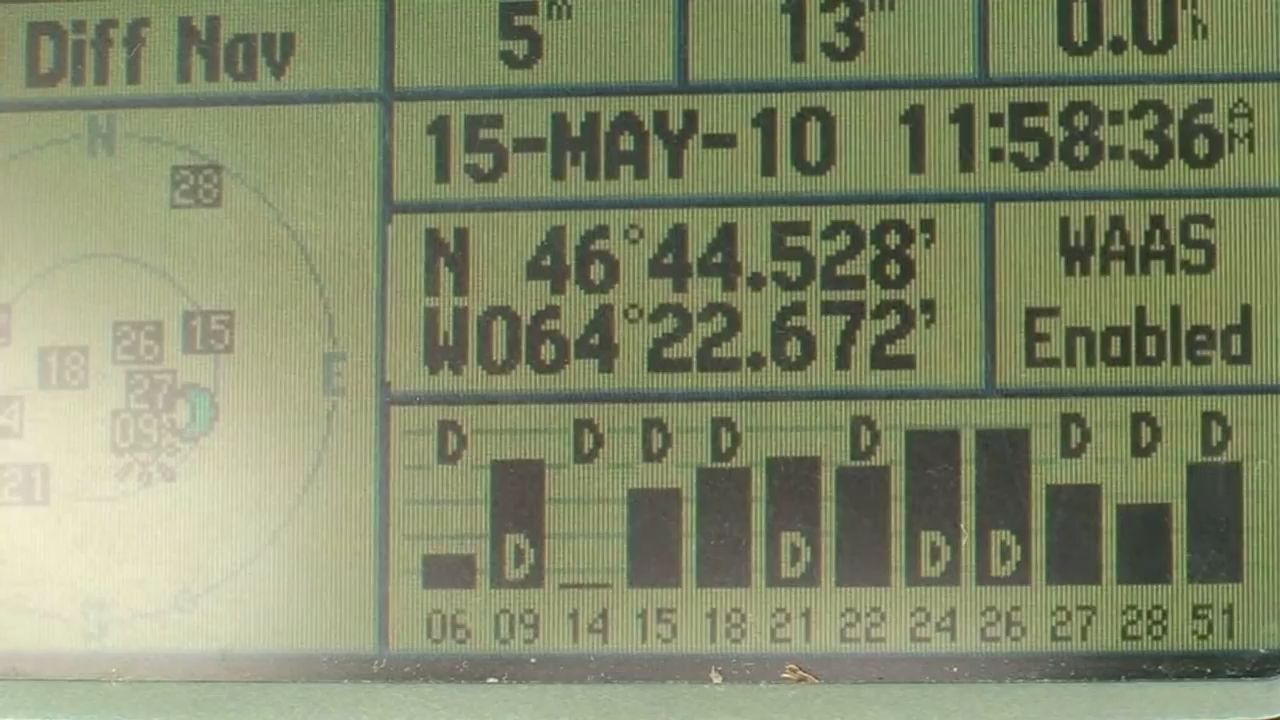 Diff Nav
5m
13m
0.0
15-MAY-10 11:58:36AM
N 46°44.528'
W064°22.672'
WAAS
Enabled
N
28
15
26
18
E
27
09
21
S
D D D D D D D D
D D D D
06 09 14 15 18 21 22 24 26 27 28 51